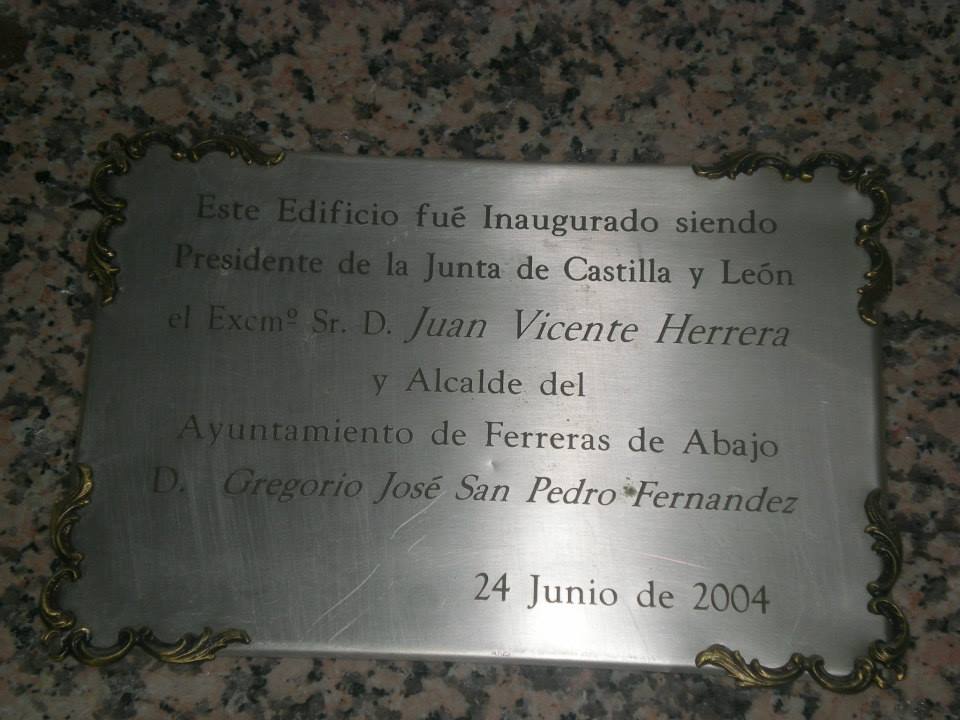 Este Edificio fué Inaugurado siendo
Presidente de la Junta de Castilla y León
el Excmº Sr. D. Juan Vicente Herrera
y Alcalde del
Ayuntamiento de Ferreras de Abajo
D. Gregorio José San Pedro Fernandez
24 Junio de 2004